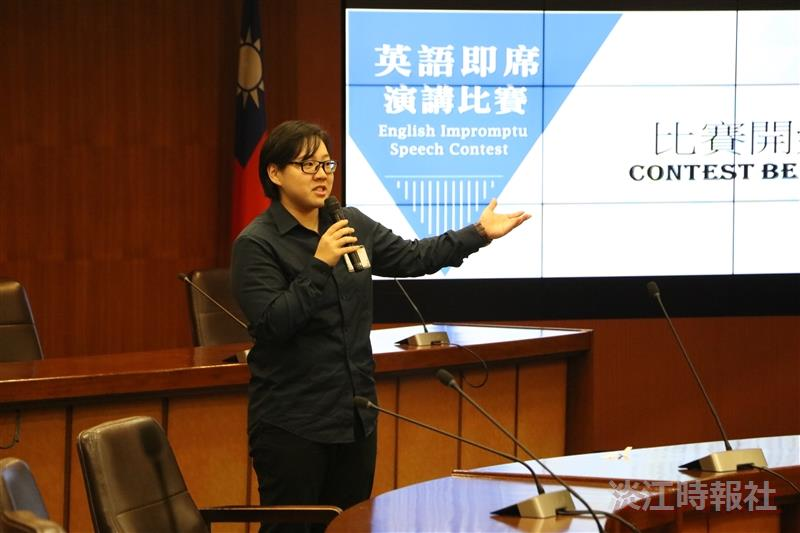 英語即席
演講比賽
English Impromptu
Speech Contest
比賽開
CONTEST BE
淡江時報社